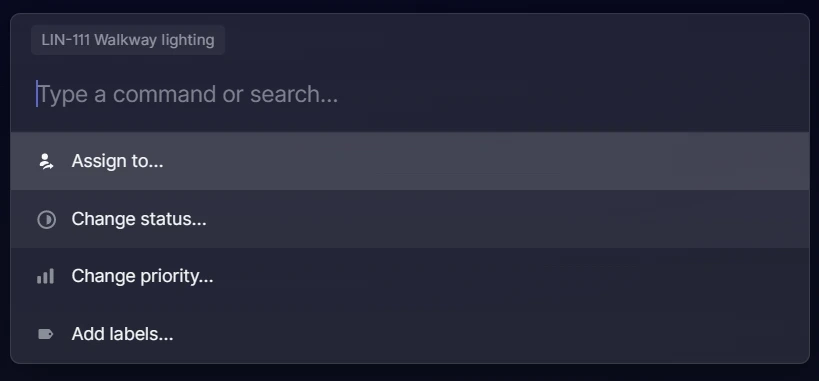 LIN-111 Walkway lighting
Type a command or search...
Assign to...
Change status...
Change priority...
Add labels...